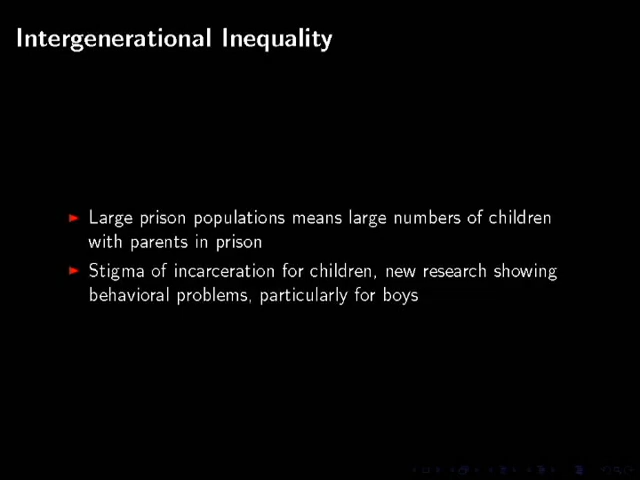 Intergenerational Inequality
Large prison populations means large numbers of children
with parents in prison
Stigma of incarceration for children, new research showing
behavioral problems, particularly for boys